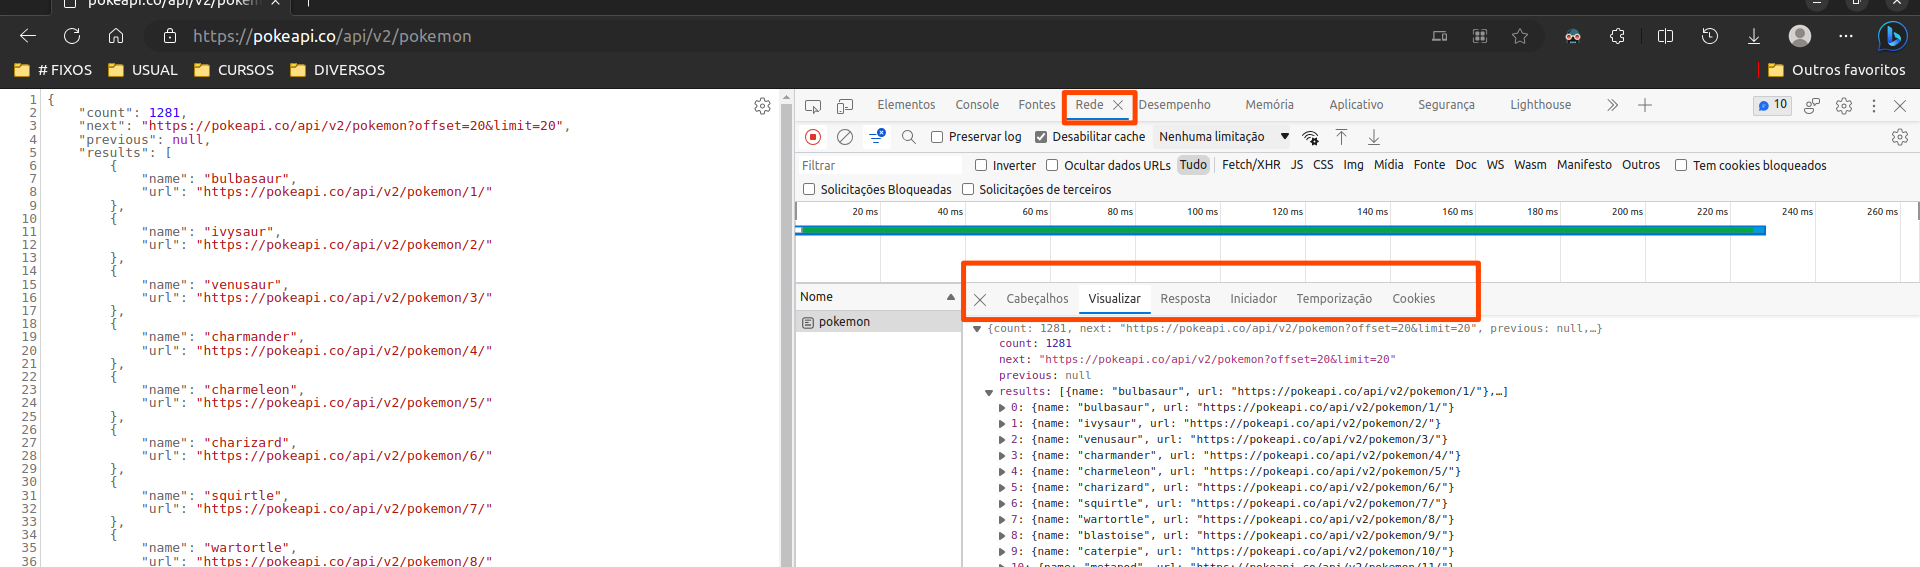 pokeapi.co/api/v2/pokem
https://pokeapi.co/api/v2/pokemon
# FIXOS USUAL CURSOS DIVERSOS Outros favoritos
1 {
2 "count": 1281,
3 "next": "https://pokeapi.co/api/v2/pokemon?offset=20&limit=20",
4 "previous": null,
5 "results": [
6 {
7 "name": "bulbasaur",
8 "url": "https://pokeapi.co/api/v2/pokemon/1/"
9 },
10 {
11 "name": "ivysaur",
12 "url": "https://pokeapi.co/api/v2/pokemon/2/"
13 },
14 {
15 "name": "venusaur",
16 "url": "https://pokeapi.co/api/v2/pokemon/3/"
17 },
18 {
19 "name": "charmander",
20 "url": "https://pokeapi.co/api/v2/pokemon/4/"
21 },
22 {
23 "name": "charmeleon",
24 "url": "https://pokeapi.co/api/v2/pokemon/5/"
25 },
26 {
27 "name": "charizard",
28 "url": "https://pokeapi.co/api/v2/pokemon/6/"
29 },
30 {
31 "name": "squirtle",
32 "url": "https://pokeapi.co/api/v2/pokemon/7/"
33 },
34 {
35 "name": "wartortle",
36 "url": "https://pokeapi.co/api/v2/pokemon/8/"
Elementos Console Fontes Rede Desempenho Memória Aplicativo Segurança Lighthouse 10
Preservar log Desabilitar cache Nenhuma limitação
Filtrar Inverter Ocultar dados URLs Tudo Fetch/XHR JS CSS Img Mídia Fonte Doc WS Wasm Manifesto Outros Tem cookies bloqueados
Solicitações Bloqueadas Solicitações de terceiros
20 ms 40 ms 60 ms 80 ms 100 ms 120 ms 140 ms 160 ms 180 ms 200 ms 220 ms 240 ms 260 ms
Nome
pokemon
Cabeçalhos Visualizar Resposta Iniciador Temporização Cookies
{count: 1281, next: "https://pokeapi.co/api/v2/pokemon?offset=20&limit=20", previous: null,…}
count: 1281
next: "https://pokeapi.co/api/v2/pokemon?offset=20&limit=20"
previous: null
results: [{name: "bulbasaur", url: "https://pokeapi.co/api/v2/pokemon/1/"},…]
0: {name: "bulbasaur", url: "https://pokeapi.co/api/v2/pokemon/1/"}
1: {name: "ivysaur", url: "https://pokeapi.co/api/v2/pokemon/2/"}
2: {name: "venusaur", url: "https://pokeapi.co/api/v2/pokemon/3/"}
3: {name: "charmander", url: "https://pokeapi.co/api/v2/pokemon/4/"}
4: {name: "charmeleon", url: "https://pokeapi.co/api/v2/pokemon/5/"}
5: {name: "charizard", url: "https://pokeapi.co/api/v2/pokemon/6/"}
6: {name: "squirtle", url: "https://pokeapi.co/api/v2/pokemon/7/"}
7: {name: "wartortle", url: "https://pokeapi.co/api/v2/pokemon/8/"}
8: {name: "blastoise", url: "https://pokeapi.co/api/v2/pokemon/9/"}
9: {name: "caterpie", url: "https://pokeapi.co/api/v2/pokemon/10/"}
10: {name: "metapod", url: "https://pokeapi.co/api/v2/pokemon/11/"}